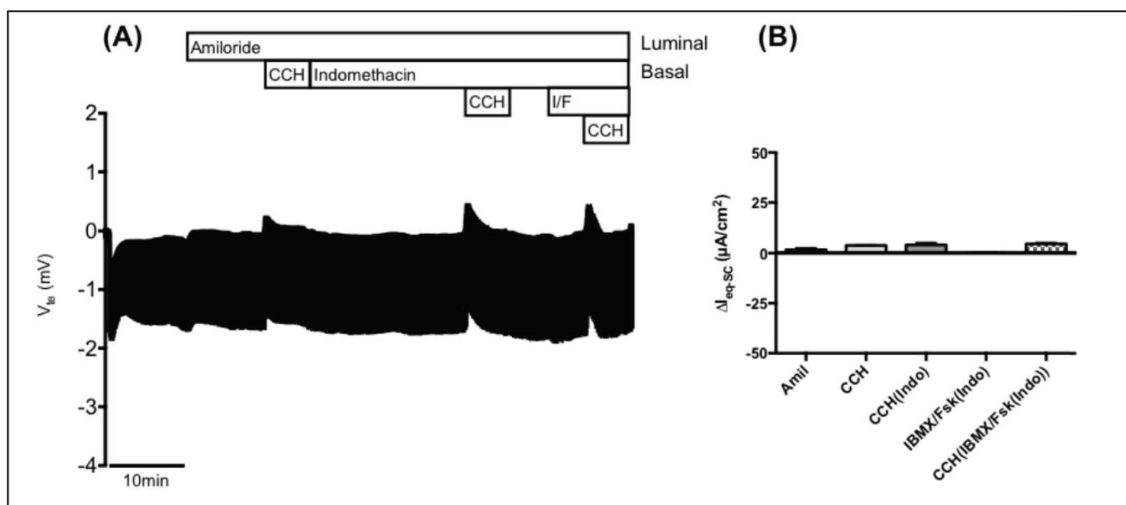 (A)
Amiloride
Luminal
CCH
Indomethacin
Basal
CCH
I/F
CCH
2
1
0
-1
-2
-3
-4
Vte (mV)
10min
(B)
50
25
0
-25
-50
ΔIeq-SC (µA/cm²)
Amil
CCH
CCH(Indo)
IBMX/Fsk(Indo)
CCH(IBMX/Fsk(Indo))